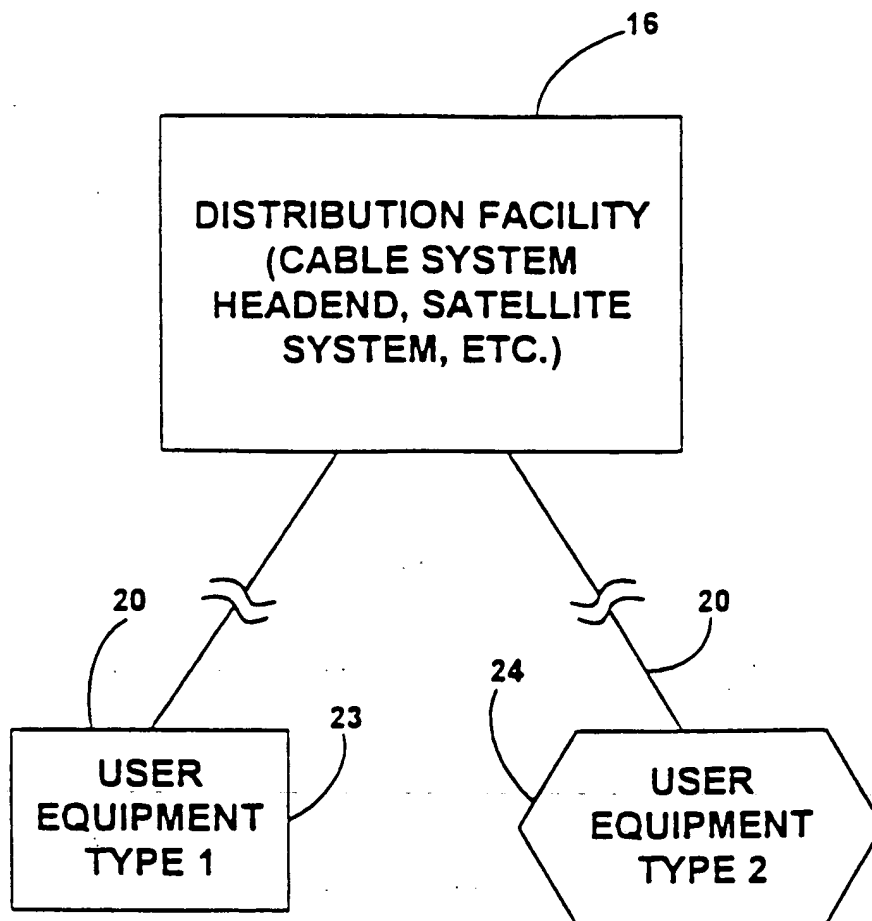 16
DISTRIBUTION FACILITY
(CABLE SYSTEM
HEADEND, SATELLITE
SYSTEM, ETC.)
20
20
24
23
USER
EQUIPMENT
TYPE 1
USER
EQUIPMENT
TYPE 2